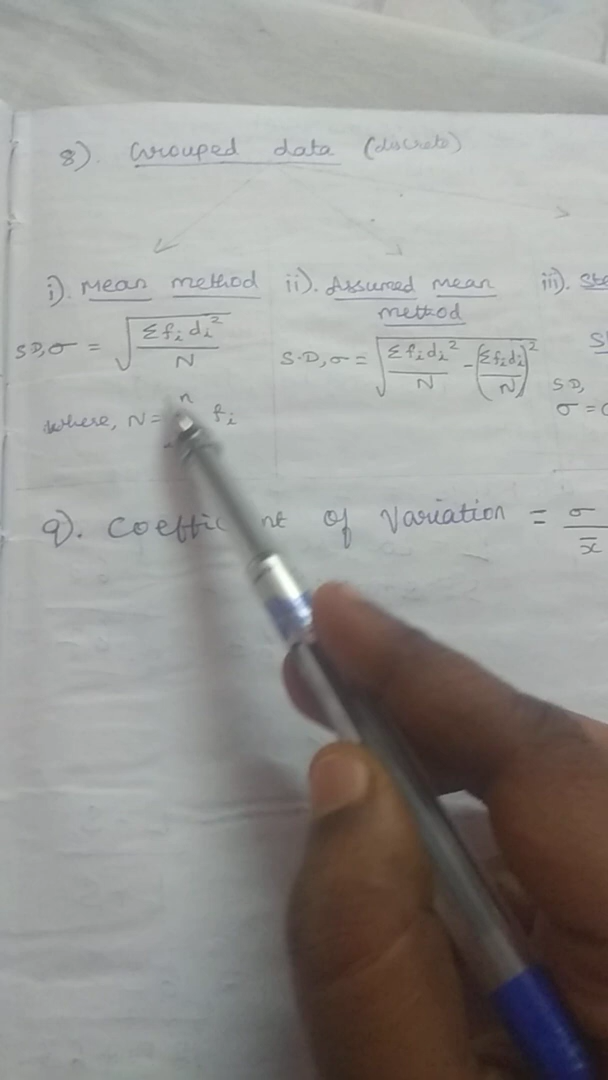 8). Grouped data (discrete)
i). Mean method
S.D, σ = √(Σfidi²/N)
where, N = n fi
ii). Assumed mean
method
S.D, σ = √(Σfidi²/N - (Σfidi/N)²)
iii). Ste
S
S.D,
σ = 
9). Coeffic nt of variation = σ/x̄